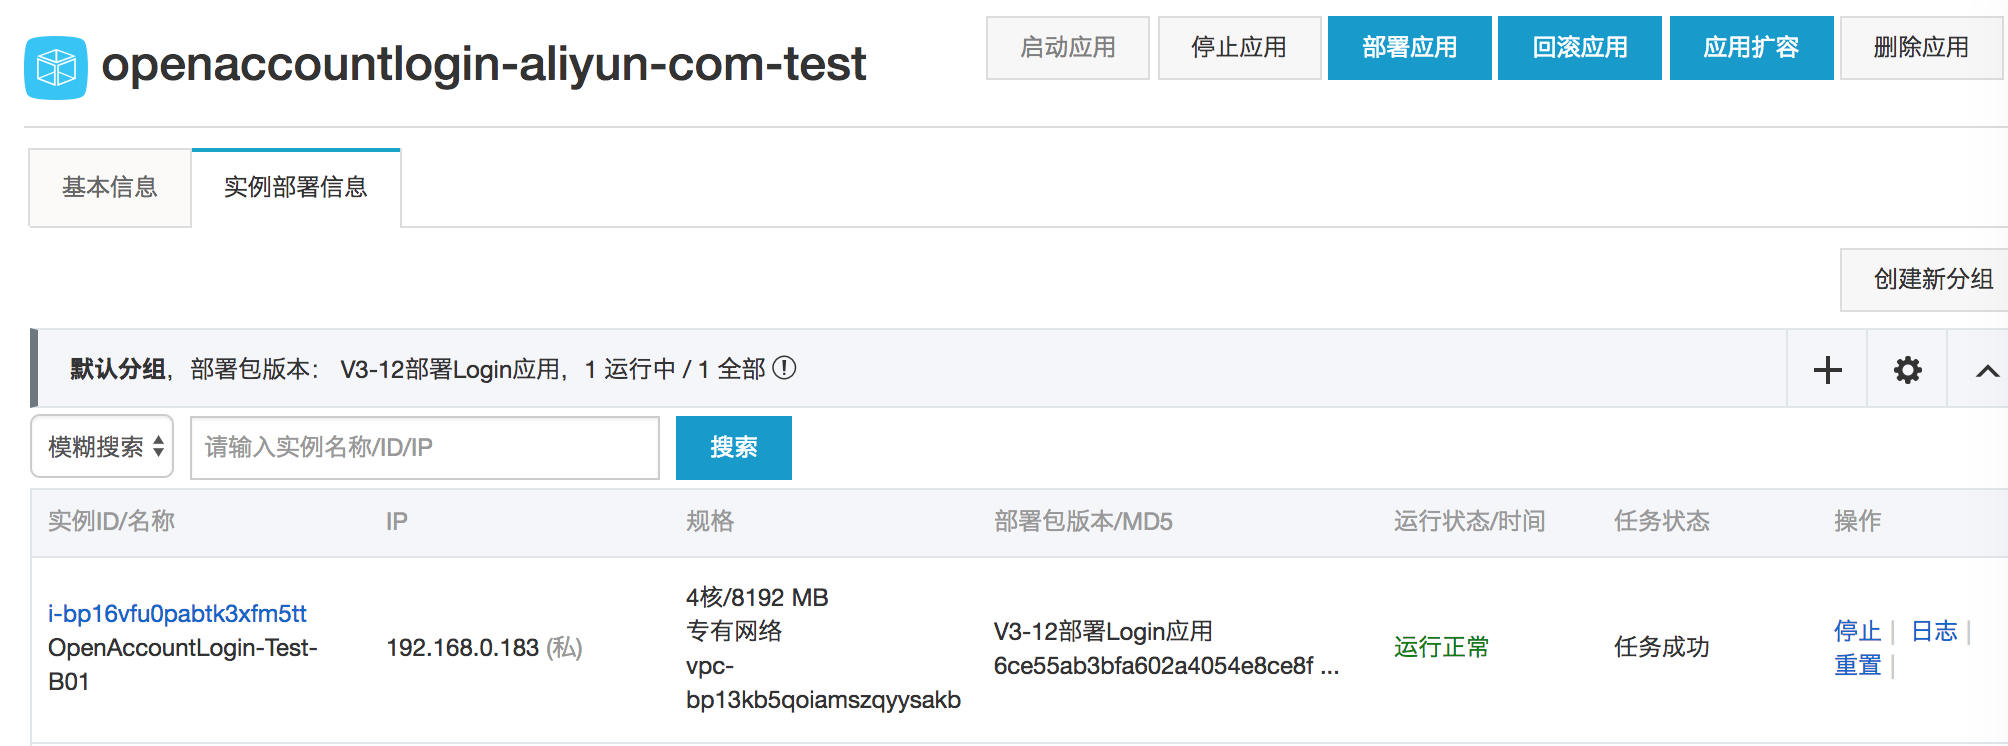 openaccountlogin-aliyun-com-test
启动应用
停止应用
部署应用
回滚应用
应用扩容
删除应用
基本信息
实例部署信息
创建新分组
默认分组，部署包版本： V3-12部署Login应用，1 运行中 / 1 全部
模糊搜索
请输入实例名称/ID/IP
搜索
实例ID/名称
IP
规格
部署包版本/MD5
运行状态/时间
任务状态
操作
i-bp16vfu0pabtk3xfm5tt
OpenAccountLogin-Test-
B01
192.168.0.183 (私)
4核/8192 MB
专有网络
vpc-
bp13kb5qoiamszqyysakb
V3-12部署Login应用
6ce55ab3bfa602a4054e8ce8f ...
运行正常
任务成功
停止 | 日志 |
重置 |